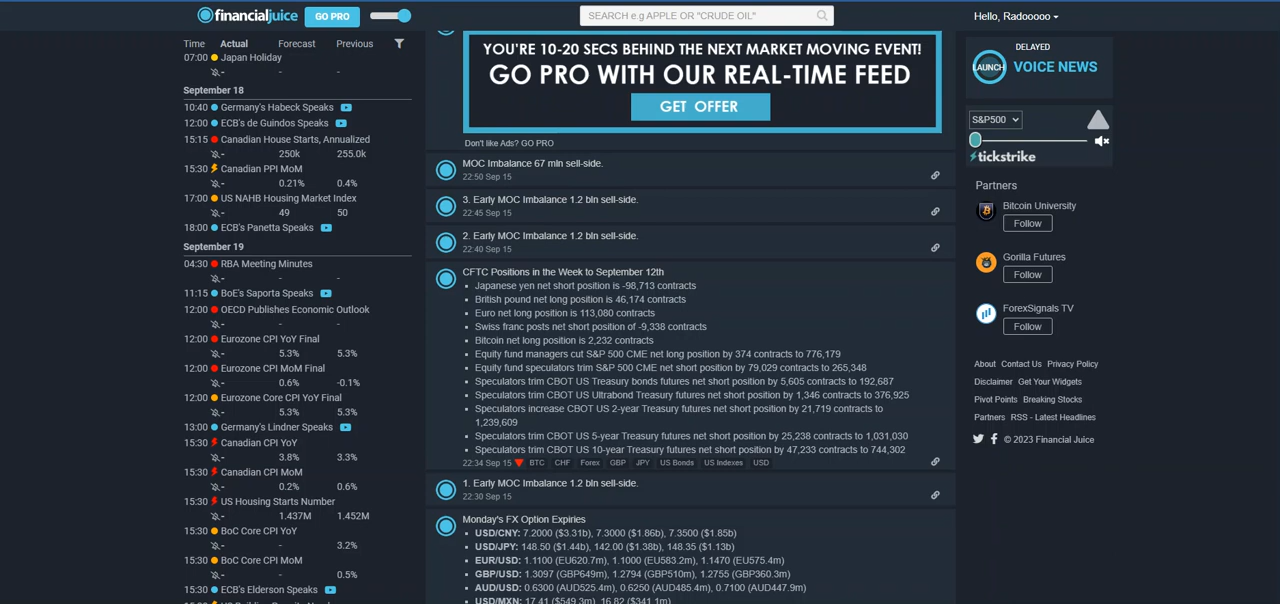 financialjuice GO PRO
SEARCH e.g APPLE OR "CRUDE OIL"
Hello, Radooooo
Time Actual Forecast Previous
07:00 Japan Holiday
- - -
September 18
10:40 Germany's Habeck Speaks
12:00 ECB's de Guindos Speaks
15:15 Canadian House Starts, Annualized
- 250k 255.0k
15:30 Canadian PPI MoM
- 0.21% 0.4%
17:00 US NAHB Housing Market Index
- 49 50
18:00 ECB's Panetta Speaks
September 19
04:30 RBA Meeting Minutes
- - -
11:15 BoE's Saporta Speaks
12:00 OECD Publishes Economic Outlook
- - -
12:00 Eurozone CPI YoY Final
- 5.3% 5.3%
12:00 Eurozone CPI MoM Final
- 0.6% -0.1%
12:00 Eurozone Core CPI YoY Final
- 5.3% 5.3%
13:00 Germany's Lindner Speaks
15:30 Canadian CPI YoY
- 3.8% 3.3%
15:30 Canadian CPI MoM
- 0.2% 0.6%
15:30 US Housing Starts Number
- 1.437M 1.452M
15:30 BoC Core CPI YoY
- - 3.2%
15:30 BoC Core CPI MoM
- - 0.5%
15:30 ECB's Elderson Speaks
YOU'RE 10-20 SECS BEHIND THE NEXT MARKET MOVING EVENT!
GO PRO WITH OUR REAL-TIME FEED
GET OFFER
Don't like Ads? GO PRO
MOC Imbalance 67 mln sell-side.
22:50 Sep 15
3. Early MOC Imbalance 1.2 bln sell-side.
22:45 Sep 15
2. Early MOC Imbalance 1.2 bln sell-side.
22:40 Sep 15
CFTC Positions in the Week to September 12th
Japanese yen net short position is -98,713 contracts
British pound net long position is 46,174 contracts
Euro net long position is 113,080 contracts
Swiss franc posts net short position of -9,338 contracts
Bitcoin net long position is 2,232 contracts
Equity fund managers cut S&P 500 CME net long position by 374 contracts to 776,179
Equity fund speculators trim S&P 500 CME net short position by 79,029 contracts to 265,348
Speculators trim CBOT US Treasury bonds futures net short position by 5,605 contracts to 192,687
Speculators trim CBOT US Ultrabond Treasury futures net short position by 1,346 contracts to 376,925
Speculators increase CBOT US 2-year Treasury futures net short position by 21,719 contracts to
1,239,609
Speculators trim CBOT US 5-year Treasury futures net short position by 25,238 contracts to 1,031,030
Speculators trim CBOT US 10-year Treasury futures net short position by 47,233 contracts to 744,302
22:34 Sep 15 BTC CHF Forex GBP JPY US Bonds US Indexes USD
1. Early MOC Imbalance 1.2 bln sell-side.
22:30 Sep 15
Monday's FX Option Expiries
USD/CNY: 7.2000 ($3.31b), 7.3000 ($1.86b), 7.3500 ($1.85b)
USD/JPY: 148.50 ($1.44b), 142.00 ($1.38b), 148.35 ($1.13b)
EUR/USD: 1.1100 (EU620.7m), 1.1000 (EU583.2m), 1.1470 (EU575.4m)
GBP/USD: 1.3097 (GBP649m), 1.2794 (GBP510m), 1.2755 (GBP360.3m)
AUD/USD: 0.6300 (AUD525.4m), 0.6250 (AUD485.4m), 0.7100 (AUD447.9m)
USD/MXN: 17.41 ($549.3m), 16.82 ($341.1m)
DELAYED
LAUNCH VOICE NEWS
S&P500
tickstrike
Partners
Bitcoin University
Follow
Gorilla Futures
Follow
ForexSignals TV
Follow
About Contact Us Privacy Policy
Disclaimer Get Your Widgets
Pivot Points Breaking Stocks
Partners RSS - Latest Headlines
© 2023 Financial Juice